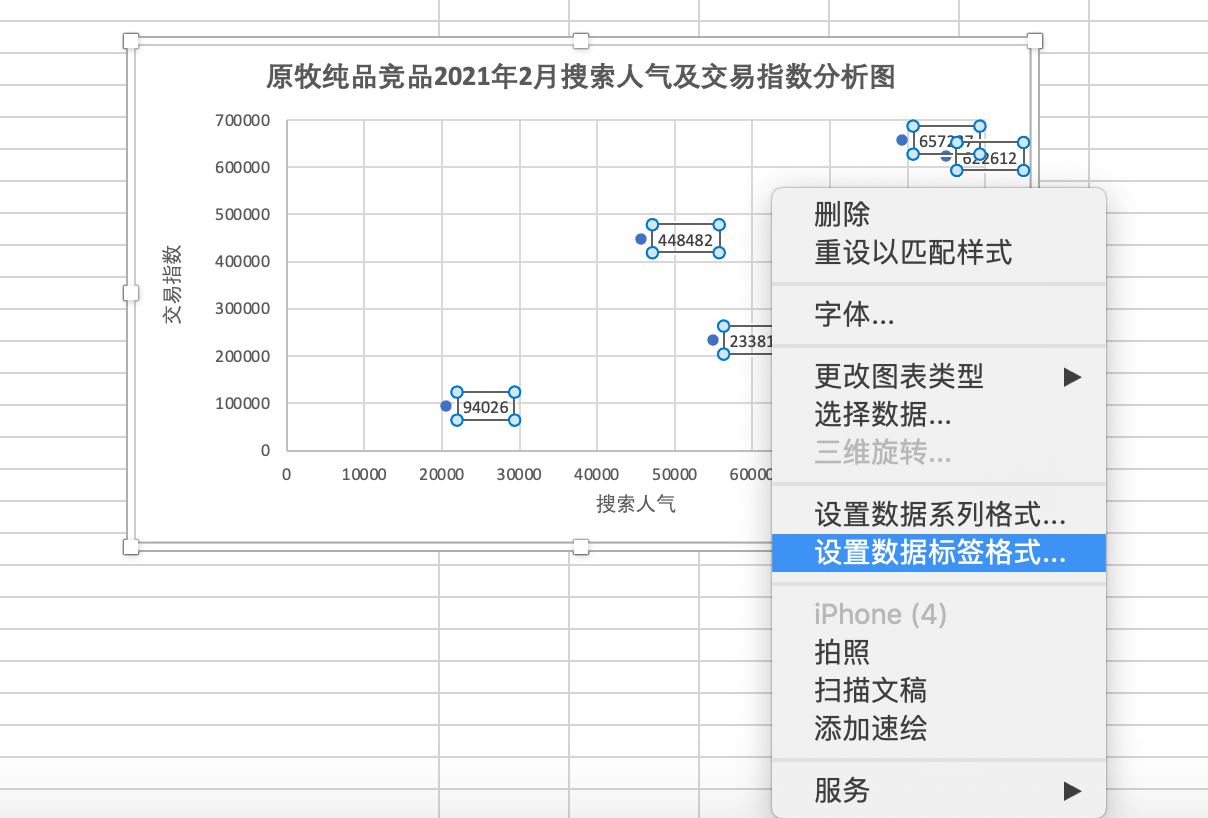 原牧纯品竞品2021年2月搜索人气及交易指数分析图
700000
600000
500000
400000
300000
200000
100000
0
交易指数
622612
448482
94026
0
10000
20000
30000
40000
50000
搜索人气
删除
重设以匹配样式
字体...
更改图表类型
选择数据...
三维旋转...
设置数据系列格式...
设置数据标签格式...
iPhone (4)
拍照
扫描文稿
添加速绘
服务